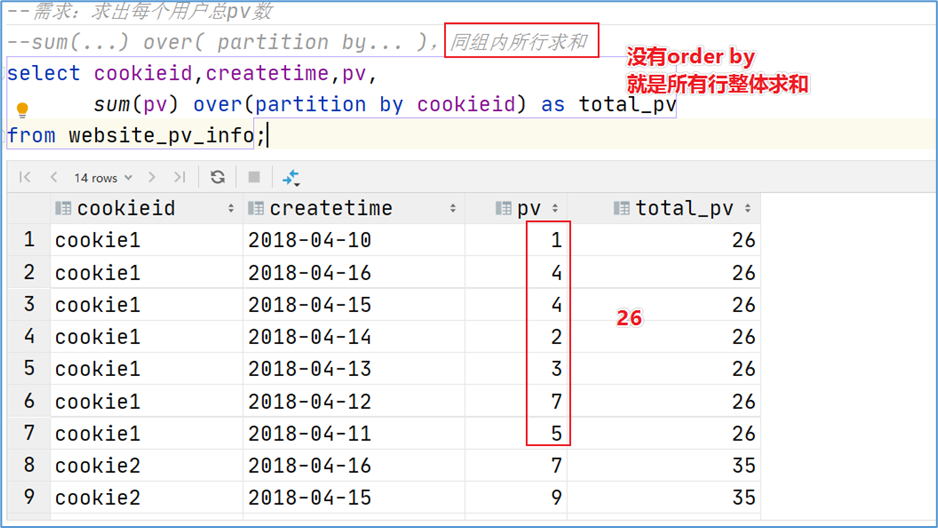 --需求：求出每个用户总pv数
--sum(...) over( partition by... )，同组内所行求和
没有order by
就是所有行整体求和
select cookieid,createtime,pv,
sum(pv) over(partition by cookieid) as total_pv
from website_pv_info;
14 rows
cookieid createtime pv total_pv
1 cookie1 2018-04-10 1 26
2 cookie1 2018-04-16 4 26
3 cookie1 2018-04-15 4 26
26
4 cookie1 2018-04-14 2 26
5 cookie1 2018-04-13 3 26
6 cookie1 2018-04-12 7 26
7 cookie1 2018-04-11 5 26
8 cookie2 2018-04-16 7 35
9 cookie2 2018-04-15 9 35